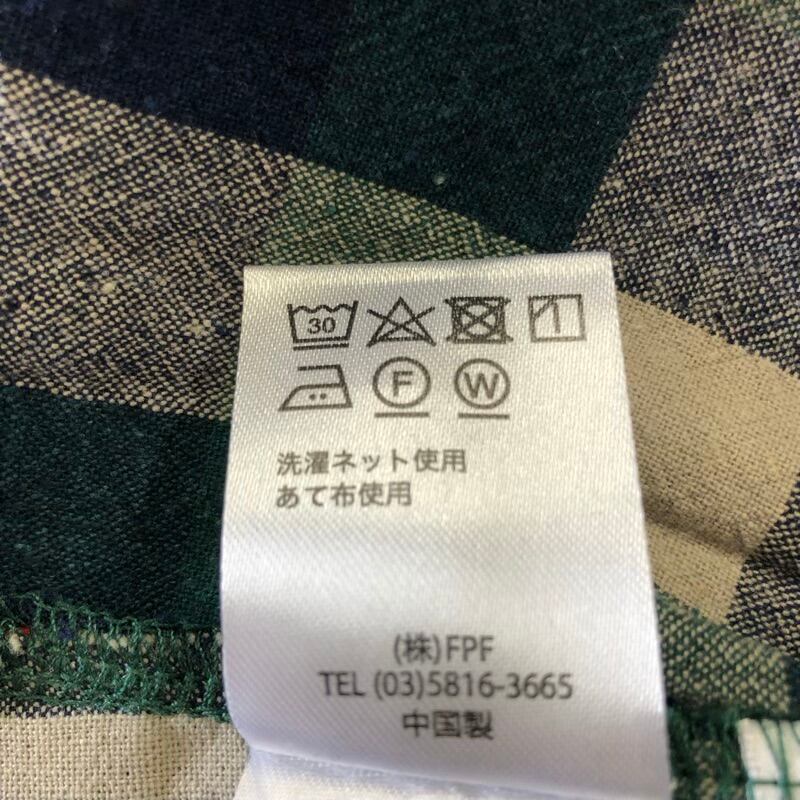 30
F W
洗濯ネット使用
あて布使用
(株)FPF
TEL (03)5816-3665
中国製